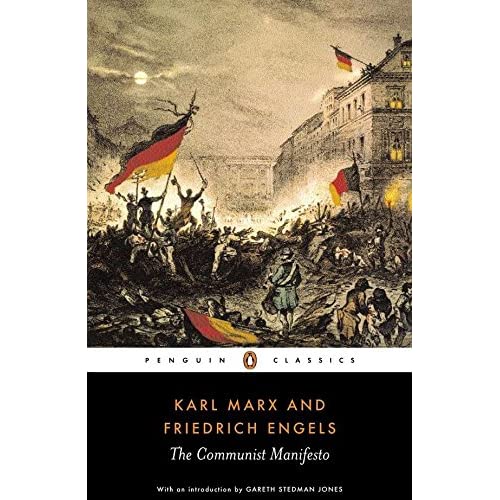 PENGUIN CLASSICS
KARL MARX AND
FRIEDRICH ENGELS
The Communist Manifesto
With an introduction by GARETH STEDMAN JONES